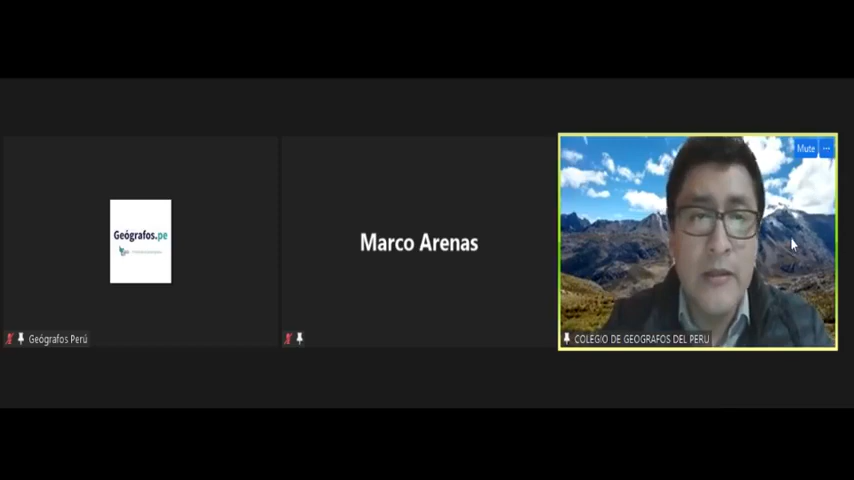 Geógrafos.pe
Geógrafos Perú
Marco Arenas
Mute
COLEGIO DE GEOGRAFOS DEL PERU